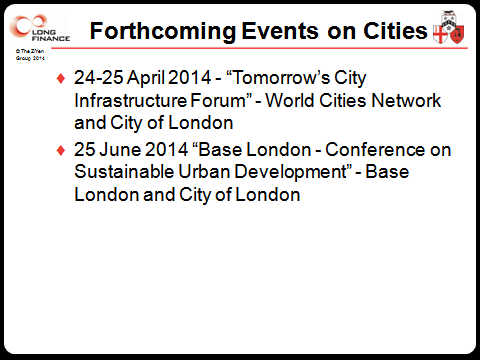 LONG
FINANCE
© The Z/Yen
Group 2014
Forthcoming Events on Cities
♦ 24-25 April 2014 - “Tomorrow’s City
Infrastructure Forum” - World Cities Network
and City of London
♦ 25 June 2014 “Base London - Conference on
Sustainable Urban Development” - Base
London and City of London